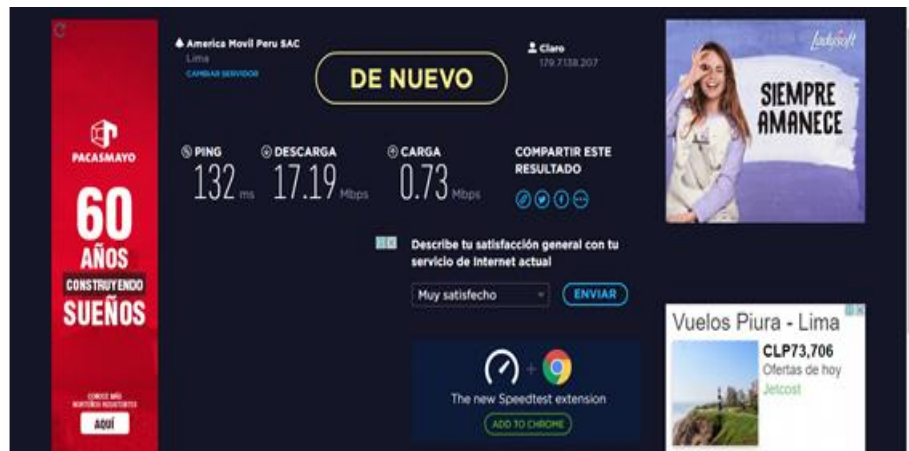 PACASMAYO
60
AÑOS
CONSTRUYENDO
SUEÑOS
AQUÍ
America Movil Peru SAC
Lima
CAMBIAR SERVIDOR
DE NUEVO
Claro
179.7.138.207
PING
132 ms
DESCARGA
17.19 Mbps
CARGA
0.73 Mbps
COMPARTIR ESTE
RESULTADO
Describe tu satisfacción general con tu
servicio de Internet actual
Muy satisfecho
ENVIAR
The new Speedtest extension
ADD TO CHROME
Ladysoft
SIEMPRE
AMANECE
Vuelos Piura - Lima
CLP73,706
Ofertas de hoy
Jetcost